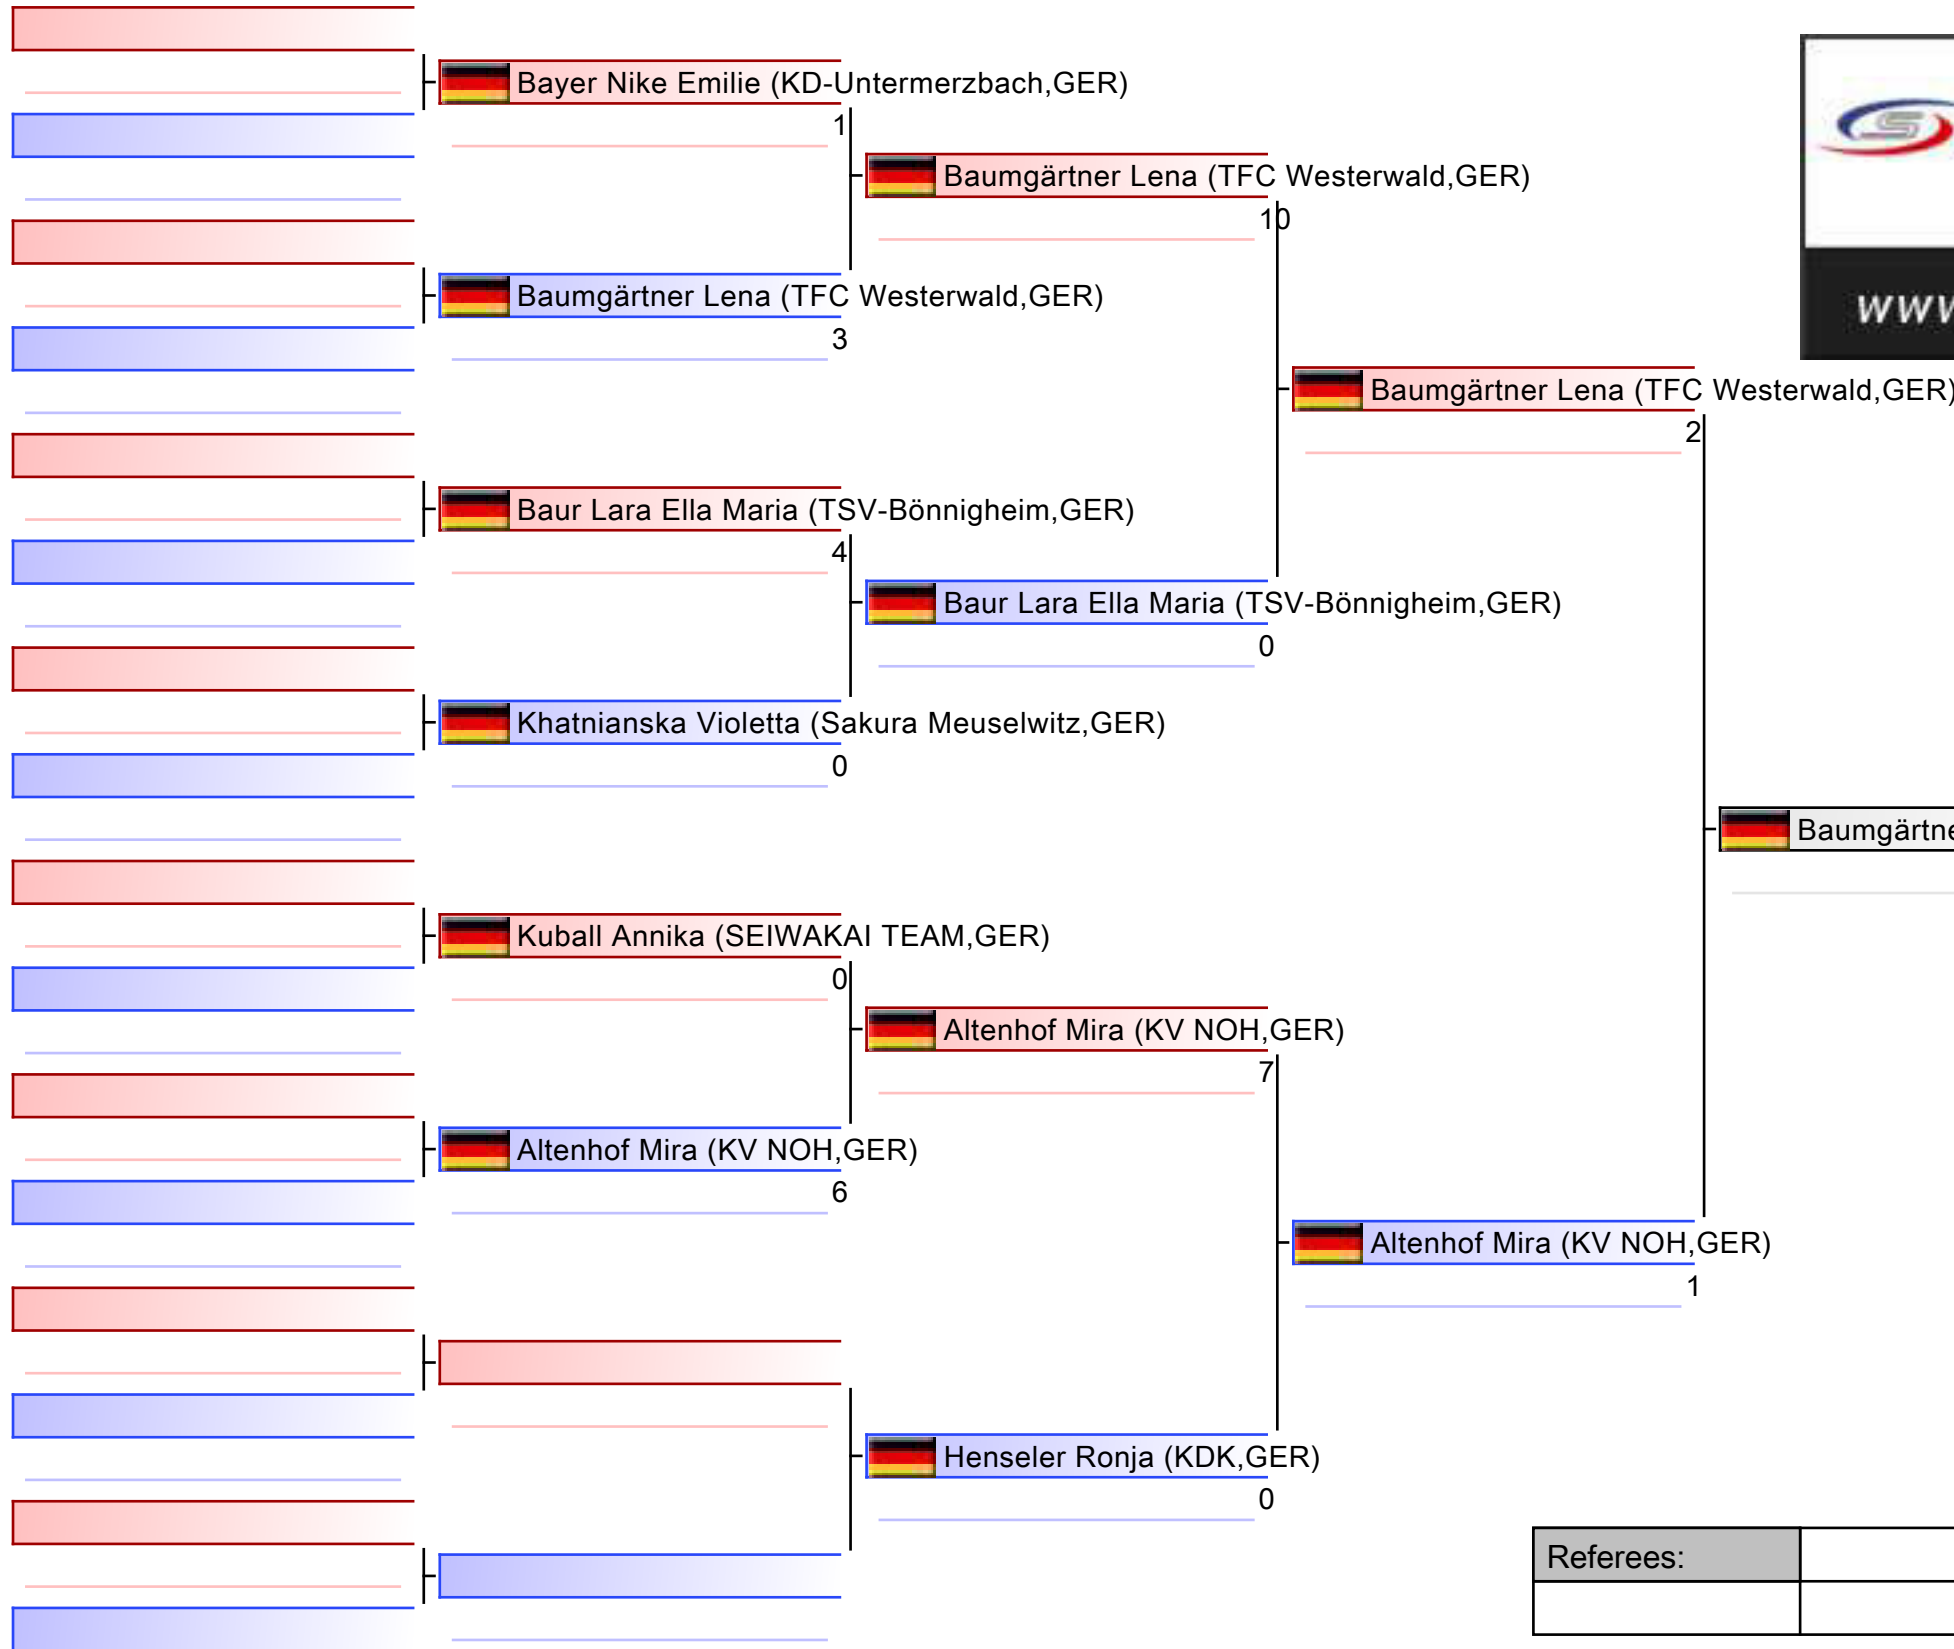 Bayer Nike Emilie (KD-Untermerzbach,GER)
1
Baumgärtner Lena (TFC Westerwald,GER)
10
Baumgärtner Lena (TFC Westerwald,GER)
3
Baumgärtner Lena (TFC Westerwald,GER)
2
Baur Lara Ella Maria (TSV-Bönnigheim,GER)
4
Baur Lara Ella Maria (TSV-Bönnigheim,GER)
0
Khatnianska Violetta (Sakura Meuselwitz,GER)
0
Kuball Annika (SEIWAKAI TEAM,GER)
0
Altenhof Mira (KV NOH,GER)
7
Altenhof Mira (KV NOH,GER)
6
Altenhof Mira (KV NOH,GER)
1
Henseler Ronja (KDK,GER)
0
Referees: